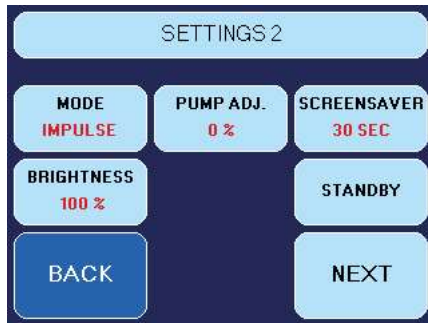 SETTINGS 2
MODE
IMPULSE
PUMP ADJ.
0 %
SCREENSAVER
30 SEC
BRIGHTNESS
100 %
STANDBY
BACK
NEXT